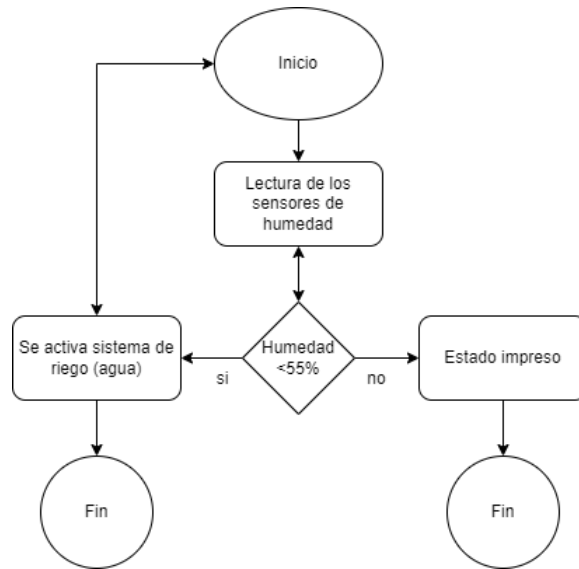 Inicio
Lectura de los
sensores de
humedad
Se activa sistema de
riego (agua)
si
Humedad
<55%
no
Estado impreso
Fin
Fin